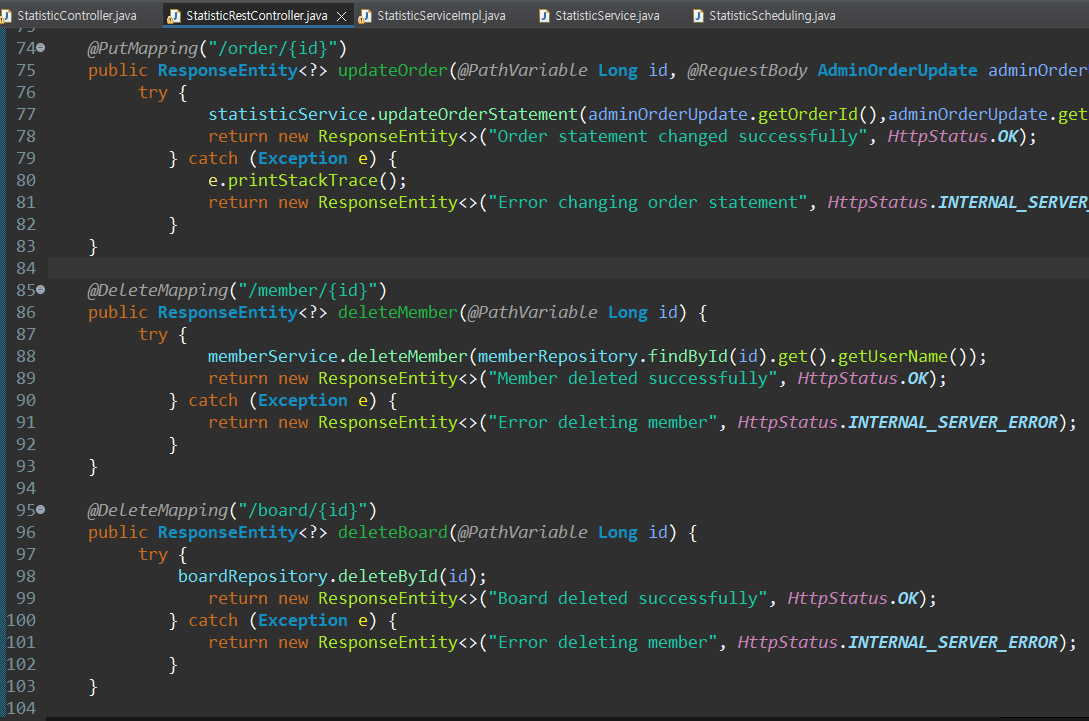 StatisticController.java StatisticRestController.java StatisticServiceImpl.java StatisticService.java StatisticScheduling.java
74 @PutMapping("/order/{id}")
75 public ResponseEntity<?> updateOrder(@PathVariable Long id, @RequestBody AdminOrderUpdate adminOrder
76 try {
77 statisticService.updateOrderStatement(adminOrderUpdate.getOrderId(),adminOrderUpdate.get
78 return new ResponseEntity<>("Order statement changed successfully", HttpStatus.OK);
79 } catch (Exception e) {
80 e.printStackTrace();
81 return new ResponseEntity<>("Error changing order statement", HttpStatus.INTERNAL_SERVER
82 }
83 }
84
85 @DeleteMapping("/member/{id}")
86 public ResponseEntity<?> deleteMember(@PathVariable Long id) {
87 try {
88 memberService.deleteMember(memberRepository.findById(id).get().getUserName());
89 return new ResponseEntity<>("Member deleted successfully", HttpStatus.OK);
90 } catch (Exception e) {
91 return new ResponseEntity<>("Error deleting member", HttpStatus.INTERNAL_SERVER_ERROR);
92 }
93 }
94
95 @DeleteMapping("/board/{id}")
96 public ResponseEntity<?> deleteBoard(@PathVariable Long id) {
97 try {
98 boardRepository.deleteById(id);
99 return new ResponseEntity<>("Board deleted successfully", HttpStatus.OK);
100 } catch (Exception e) {
101 return new ResponseEntity<>("Error deleting member", HttpStatus.INTERNAL_SERVER_ERROR);
102 }
103 }
104